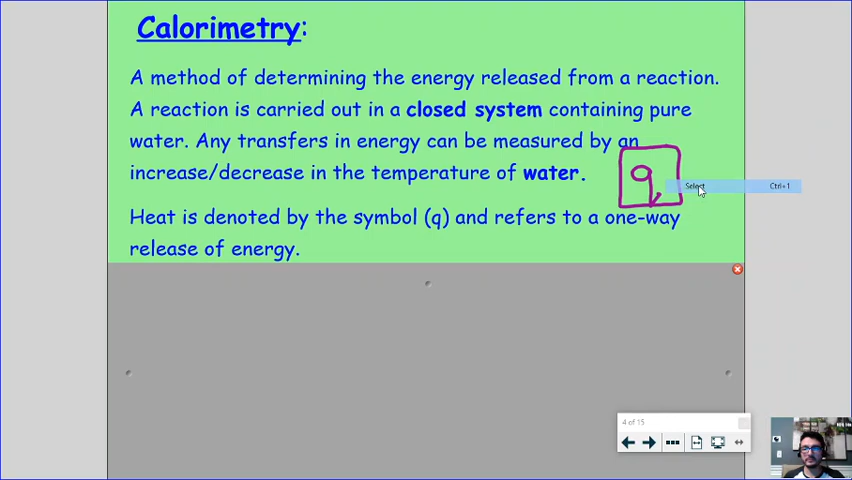 Calorimetry:
A method of determining the energy released from a reaction.
A reaction is carried out in a closed system containing pure
water. Any transfers in energy can be measured by an
increase/decrease in the temperature of water.
q
Select Ctrl+1
Heat is denoted by the symbol (q) and refers to a one-way
release of energy.
4 of 15